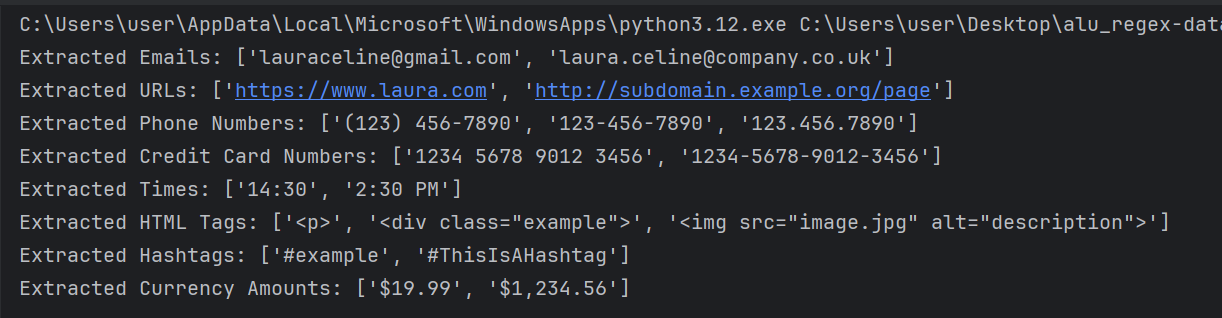 C:\Users\user\AppData\Local\Microsoft\WindowsApps\python3.12.exe C:\Users\user\Desktop\alu_regex-data
Extracted Emails: ['lauraceline@gmail.com', 'laura.celine@company.co.uk']
Extracted URLs: ['https://www.laura.com', 'http://subdomain.example.org/page']
Extracted Phone Numbers: ['(123) 456-7890', '123-456-7890', '123.456.7890']
Extracted Credit Card Numbers: ['1234 5678 9012 3456', '1234-5678-9012-3456']
Extracted Times: ['14:30', '2:30 PM']
Extracted HTML Tags: ['<p>', '<div class="example">', '<img src="image.jpg" alt="description">']
Extracted Hashtags: ['#example', '#ThisIsAHashtag']
Extracted Currency Amounts: ['$19.99', '$1,234.56']